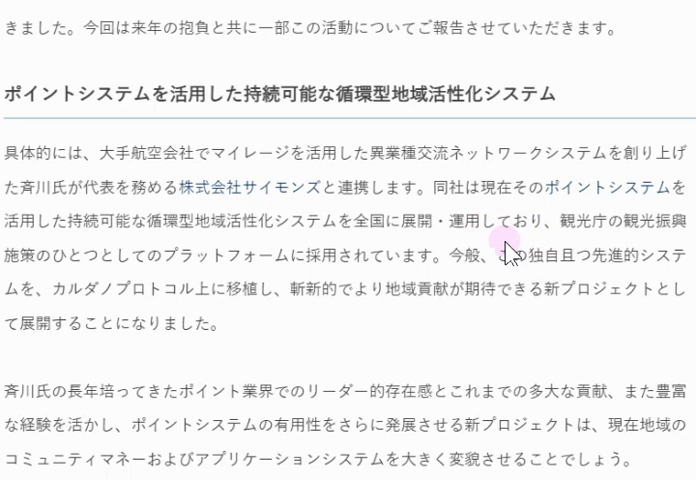 きました。今回は来年の抱負と共に一部この活動についてご報告させていただきます。
ポイントシステムを活用した持続可能な循環型地域活性化システム
具体的には、大手航空会社でマイレージを活用した異業種交流ネットワークシステムを創り上げ
た斉川氏が代表を務める株式会社サイモンズと連携します。同社は現在そのポイントシステムを
活用した持続可能な循環型地域活性化システムを全国に展開・運用しており、観光庁の観光振興
施策のひとつとしてのプラットフォームに採用されています。今般、この独自且つ先進的システ
ムを、カルダノプロトコル上に移植し、斬新的でより地域貢献が期待できる新プロジェクトとし
て展開することになりました。
斉川氏の長年培ってきたポイント業界でのリーダー的存在感とこれまでの多大な貢献、また豊富
な経験を活かし、ポイントシステムの有用性をさらに発展させる新プロジェクトは、現在地域の
コミュニティマネーおよびアプリケーションシステムを大きく変貌させることでしょう。